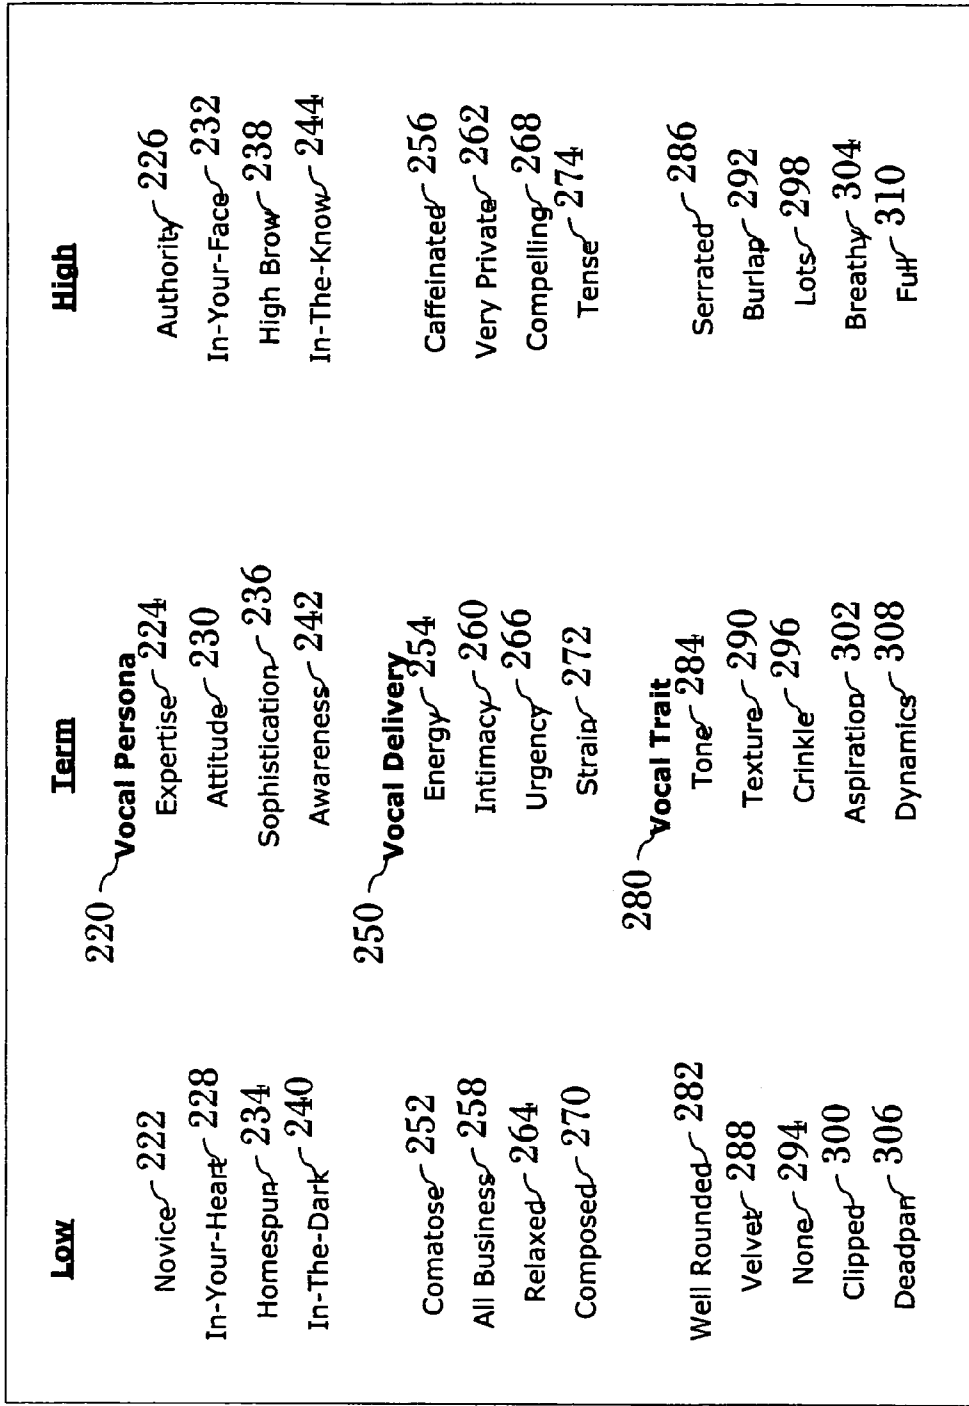 Low Term High
220 Vocal Persona
Novice 222 Expertise 224 Authority 226
In-Your-Heart 228 Attitude 230 In-Your-Face 232
Homespun 234 Sophistication 236 High Brow 238
In-The-Dark 240 Awareness 242 In-The-Know 244
250 Vocal Delivery
Comatose 252 Energy 254 Caffeinated 256
All Business 258 Intimacy 260 Very Private 262
Relaxed 264 Urgency 266 Compelling 268
Composed 270 Strain 272 Tense 274
280 Vocal Trait
Well Rounded 282 Tone 284 Serrated 286
Velvet 288 Texture 290 Burlap 292
None 294 Crinkle 296 Lots 298
Clipped 300 Aspiration 302 Breathy 304
Deadpan 306 Dynamics 308 Full 310